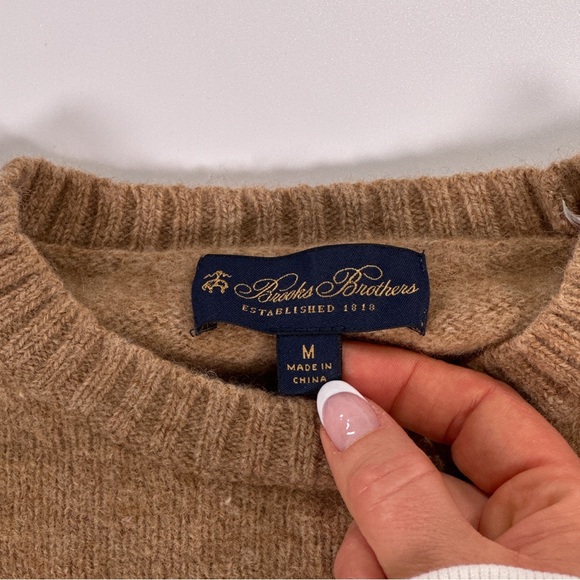 Brooks Brothers
ESTABLISHED 1818
M
MADE IN
CHINA